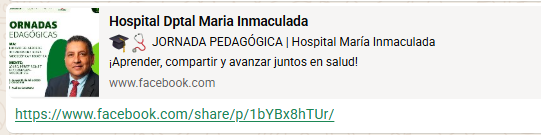 ORNADAS
EDAGÓGICAS
Hospital Dptal Maria Inmaculada
🎓🩺 JORNADA PEDAGÓGICA | Hospital María Inmaculada
¡Aprender, compartir y avanzar juntos en salud!
www.facebook.com
https://www.facebook.com/share/p/1bYBx8hTUr/